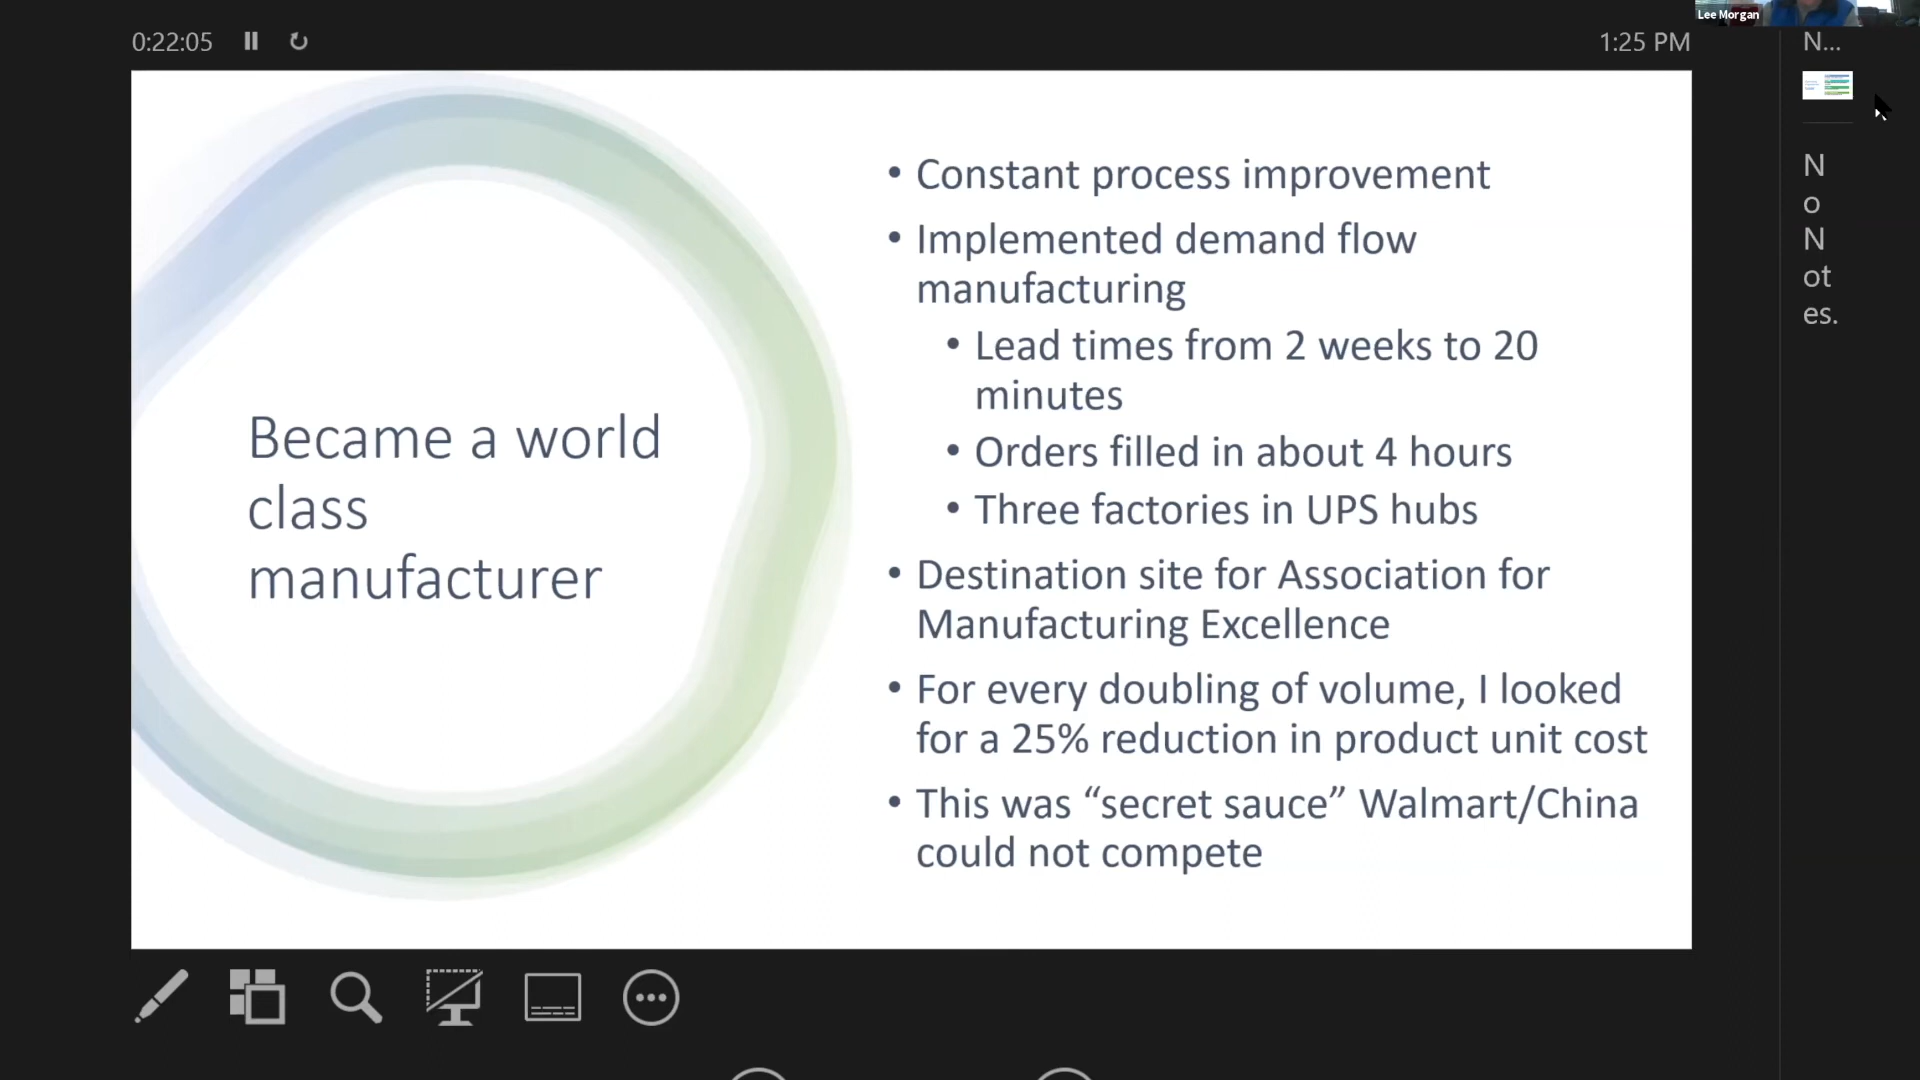 Lee Morgan
0:22:05
1:25 PM
N...
Became a world
class
manufacturer
• Constant process improvement
• Implemented demand flow
manufacturing
• Lead times from 2 weeks to 20
minutes
• Orders filled in about 4 hours
• Three factories in UPS hubs
• Destination site for Association for
Manufacturing Excellence
• For every doubling of volume, I looked
for a 25% reduction in product unit cost
• This was “secret sauce” Walmart/China
could not compete
N
o
N
ot
es.